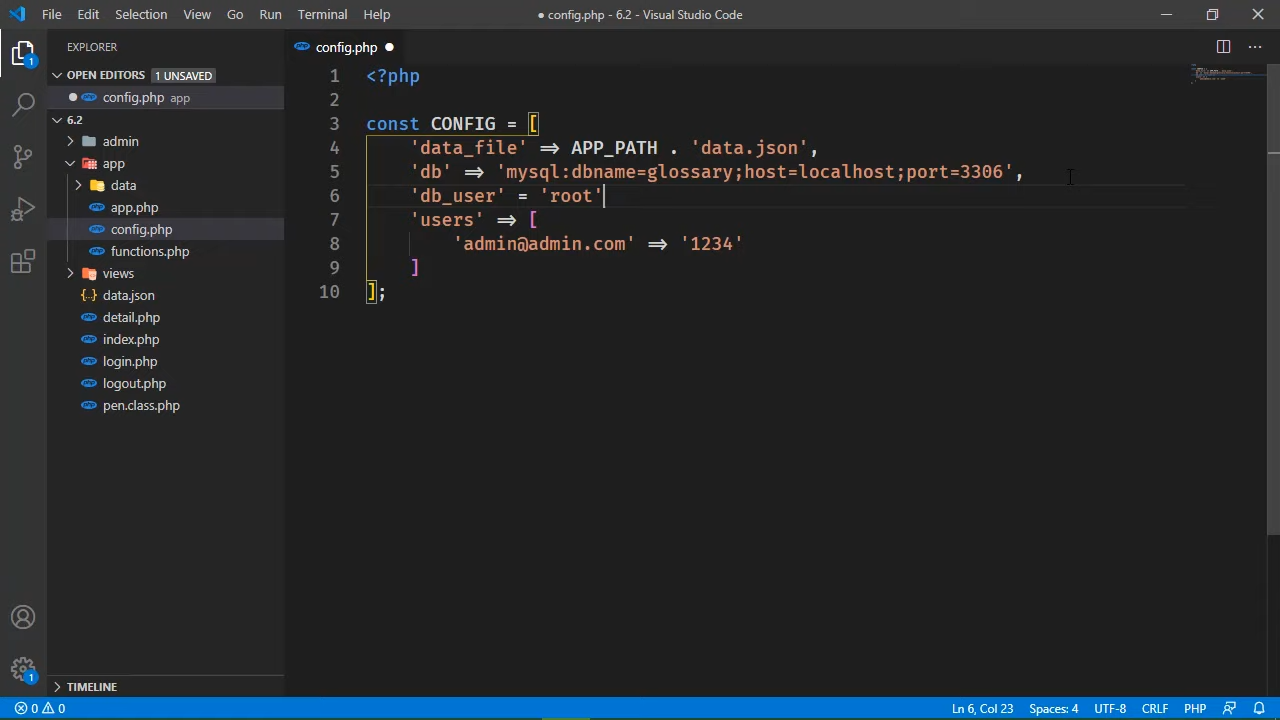 File Edit Selection View Go Run Terminal Help ● config.php - 6.2 - Visual Studio Code
EXPLORER
OPEN EDITORS 1 UNSAVED
config.php app
6.2
admin
app
data
app.php
config.php
functions.php
views
{..} data.json
detail.php
index.php
login.php
logout.php
pen.class.php
TIMELINE
1
1
config.php ●
1 <?php
2
3 const CONFIG = [
4 'data_file' => APP_PATH . 'data.json',
5 'db' => 'mysql:dbname=glossary;host=localhost;port=3306',
6 'db_user' = 'root'
7 'users' => [
8 'admin@admin.com' => '1234'
9 ]
10 ];
0 0 Ln 6, Col 23 Spaces: 4 UTF-8 CRLF PHP